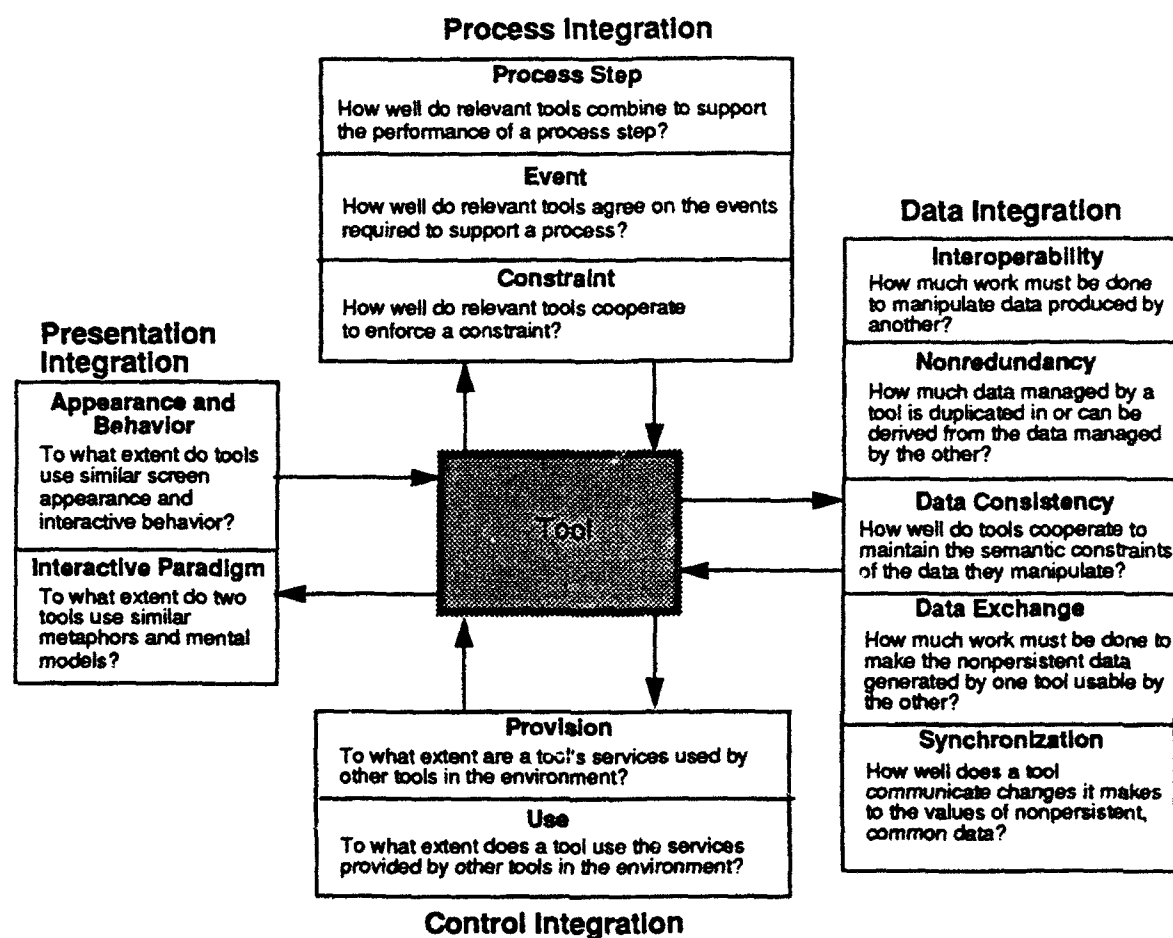 Process Integration
Process Step
How well do relevant tools combine to support
the performance of a process step?
Event
How well do relevant tools agree on the events
required to support a process?
Constraint
How well do relevant tools cooperate
to enforce a constraint?
Presentation
Integration
Appearance and
Behavior
To what extent do tools
use similar screen
appearance and
interactive behavior?
Interactive Paradigm
To what extent do two
tools use similar
metaphors and mental
models?
Tool
Data Integration
Interoperability
How much work must be done
to manipulate data produced by
another?
Nonredundancy
How much data managed by a
tool is duplicated in or can be
derived from the data managed
by the other?
Data Consistency
How well do tools cooperate to
maintain the semantic constraints
of the data they manipulate?
Data Exchange
How much work must be done to
make the nonpersistent data
generated by one tool usable by
the other?
Synchronization
How well does a tool
communicate changes it makes
to the values of nonpersistent,
common data?
Provision
To what extent are a tool's services used by
other tools in the environment?
Use
To what extent does a tool use the services
provided by other tools in the environment?
Control Integration